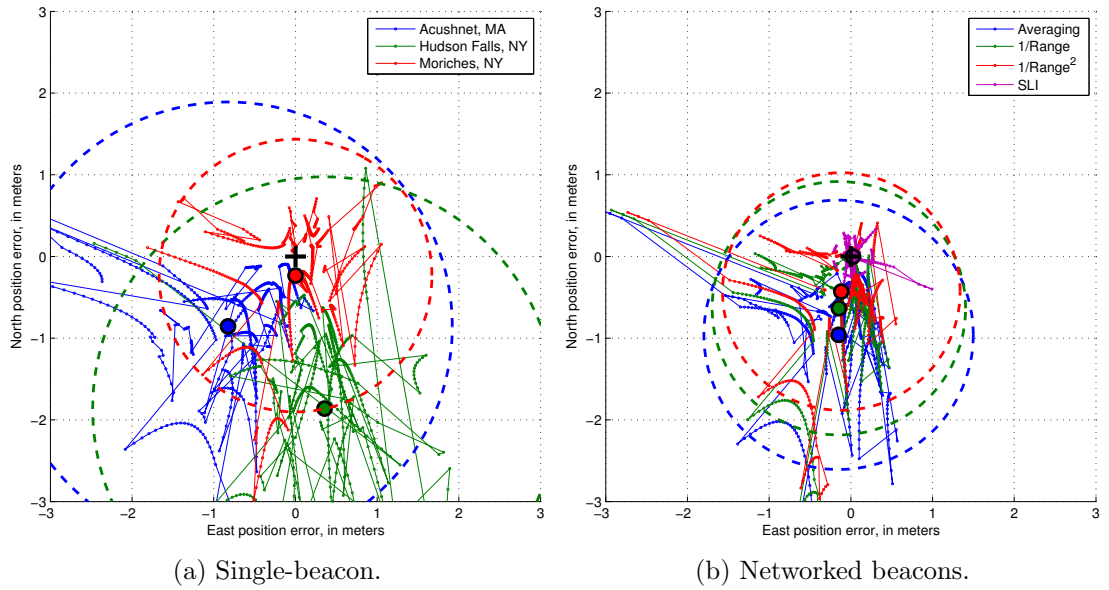 3
2
1
0
−1
−2
−3
−3
−2
−1
0
1
2
3
North position error, in meters
East position error, in meters
Acushnet, MA
Hudson Falls, NY
Moriches, NY
(a) Single-beacon.
3
2
1
0
−1
−2
−3
−3
−2
−1
0
1
2
3
North position error, in meters
East position error, in meters
Averaging
1/Range
1/Range²
SLI
(b) Networked beacons.